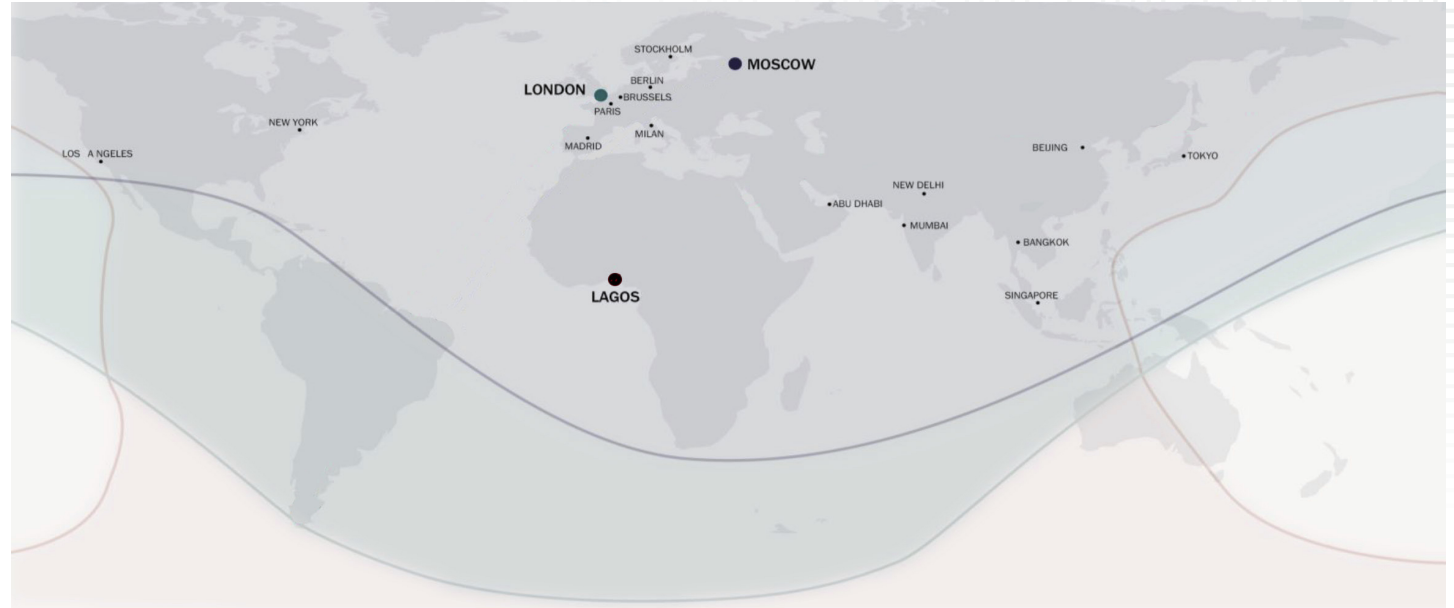 STOCKHOLM
MOSCOW
BERLIN
LONDON
BRUSSELS
PARIS
NEW YORK
MILAN
MADRID
LOS A NGELES
BEIJING
TOKYO
NEW DELHI
ABU DHABI
MUMBAI
BANGKOK
LAGOS
SINGAPORE